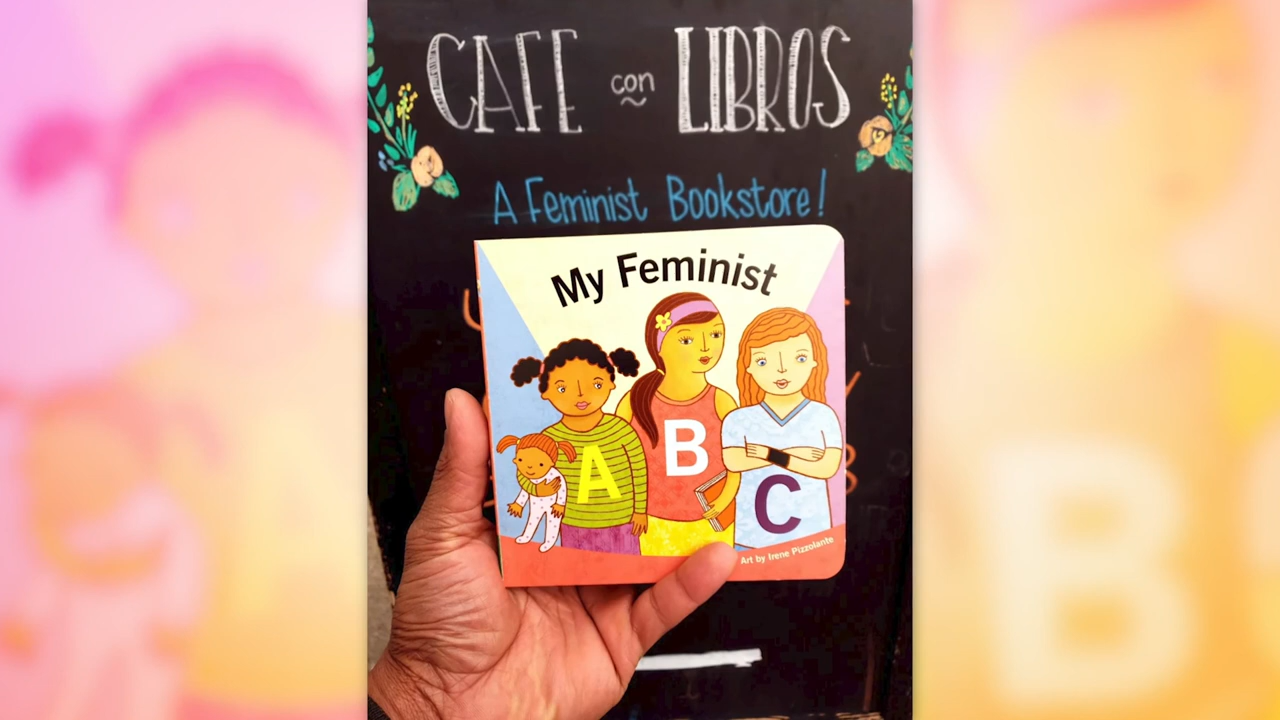 CAFE con LIBROS
A Feminist Bookstore!
My Feminist
A
B
C
Art by Irene Pizzolante